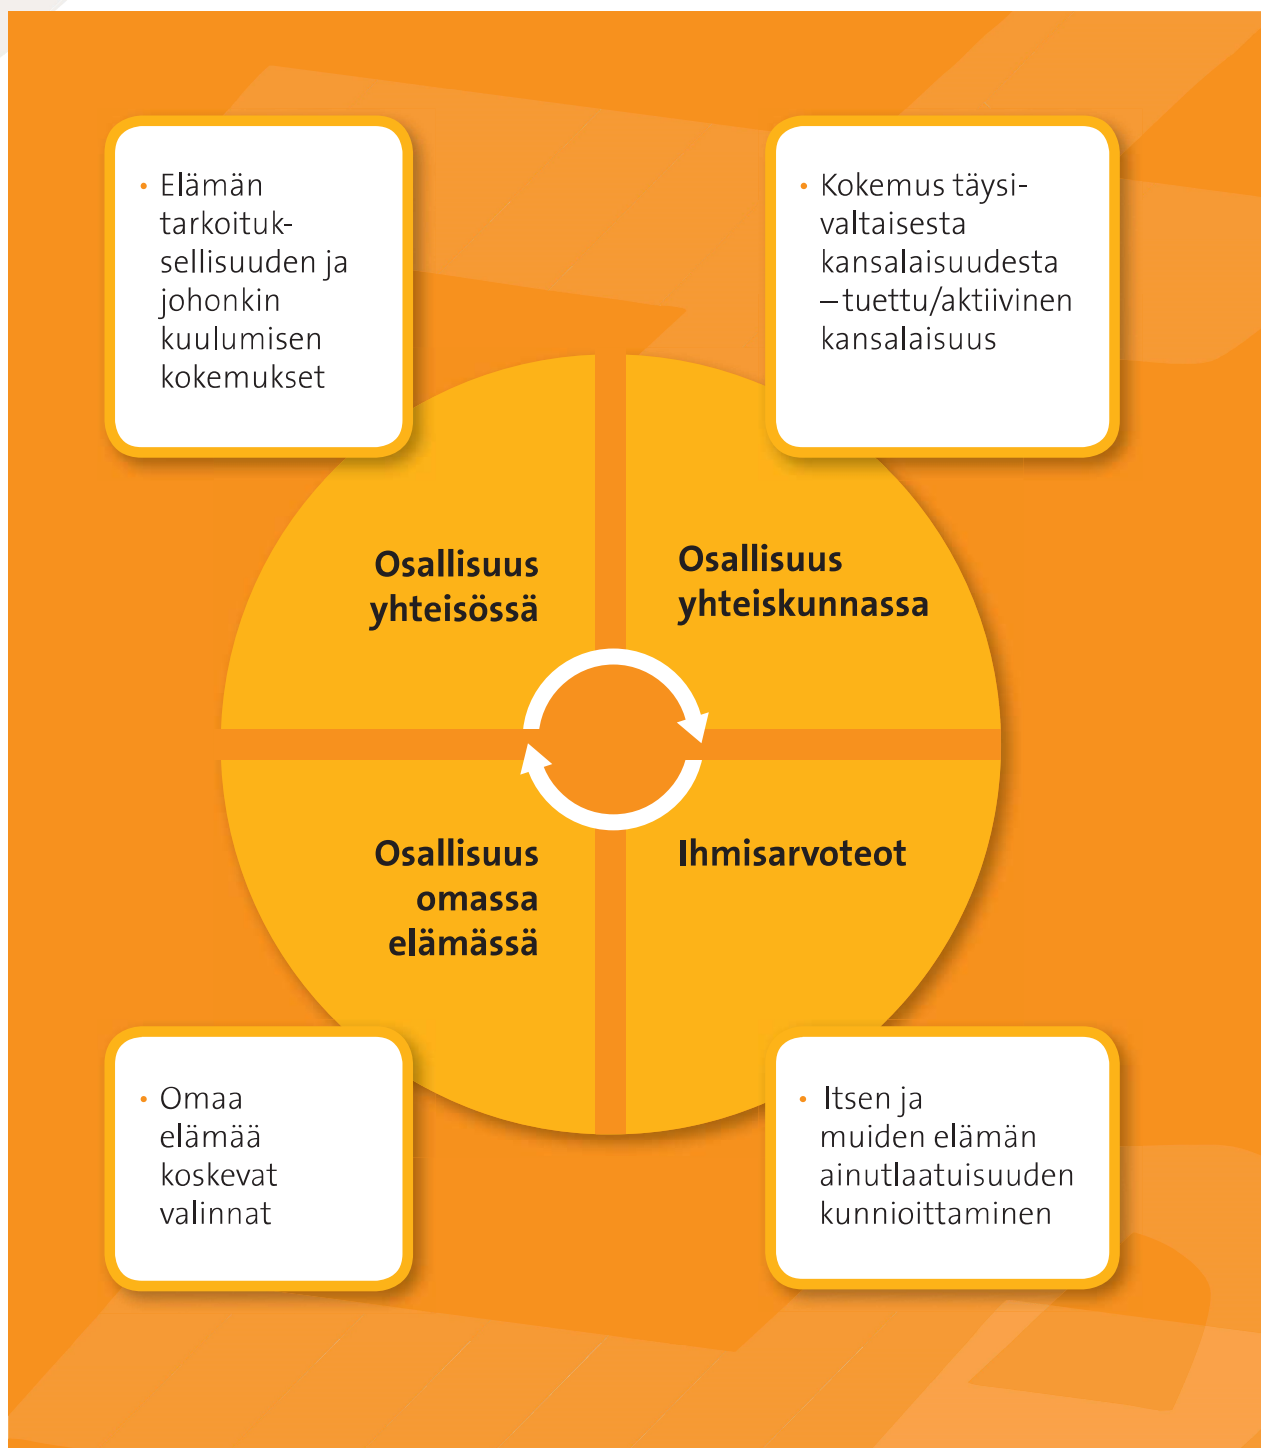 • Elämän
tarkoituk-
sellisuuden ja
johonkin
kuulumisen
kokemukset
• Kokemus täysi-
valtaisesta
kansalaisuudesta
– tuettu/aktiivinen
kansalaisuus
Osallisuus
yhteisössä
Osallisuus
yhteiskunnassa
Osallisuus
omassa
elämässä
Ihmisarvoteot
• Omaa
elämää
koskevat
valinnat
• Itsen ja
muiden elämän
ainutlaatuisuuden
kunnioittaminen